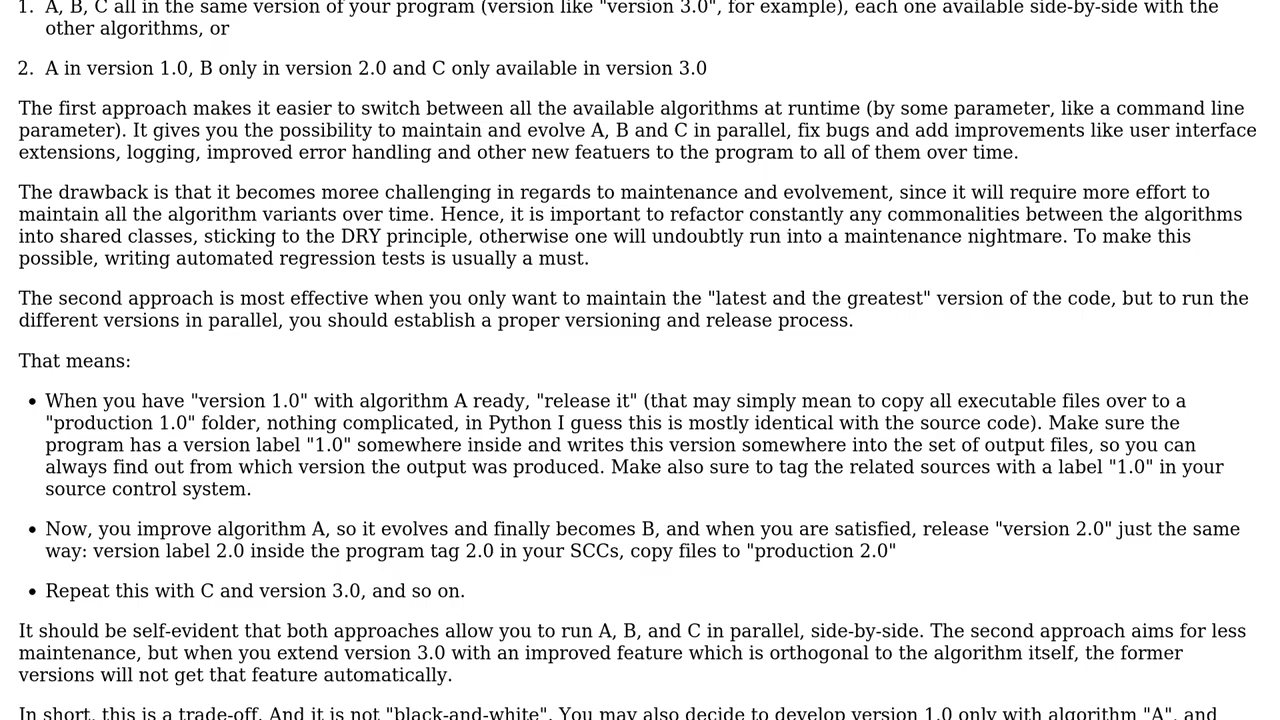 1. A, B, C all in the same version of your program (version like "version 3.0", for example), each one available side-by-side with the
other algorithms, or
2. A in version 1.0, B only in version 2.0 and C only available in version 3.0
The first approach makes it easier to switch between all the available algorithms at runtime (by some parameter, like a command line
parameter). It gives you the possibility to maintain and evolve A, B and C in parallel, fix bugs and add improvements like user interface
extensions, logging, improved error handling and other new featuers to the program to all of them over time.
The drawback is that it becomes moree challenging in regards to maintenance and evolvement, since it will require more effort to
maintain all the algorithm variants over time. Hence, it is important to refactor constantly any commonalities between the algorithms
into shared classes, sticking to the DRY principle, otherwise one will undoubtly run into a maintenance nightmare. To make this
possible, writing automated regression tests is usually a must.
The second approach is most effective when you only want to maintain the "latest and the greatest" version of the code, but to run the
different versions in parallel, you should establish a proper versioning and release process.
That means:
• When you have "version 1.0" with algorithm A ready, "release it" (that may simply mean to copy all executable files over to a
"production 1.0" folder, nothing complicated, in Python I guess this is mostly identical with the source code). Make sure the
program has a version label "1.0" somewhere inside and writes this version somewhere into the set of output files, so you can
always find out from which version the output was produced. Make also sure to tag the related sources with a label "1.0" in your
source control system.
• Now, you improve algorithm A, so it evolves and finally becomes B, and when you are satisfied, release "version 2.0" just the same
way: version label 2.0 inside the program tag 2.0 in your SCCs, copy files to "production 2.0"
• Repeat this with C and version 3.0, and so on.
It should be self-evident that both approaches allow you to run A, B, and C in parallel, side-by-side. The second approach aims for less
maintenance, but when you extend version 3.0 with an improved feature which is orthogonal to the algorithm itself, the former
versions will not get that feature automatically.
In short, this is a trade-off. And it is not "black-and-white". You may also decide to develop version 1.0 only with algorithm "A", and